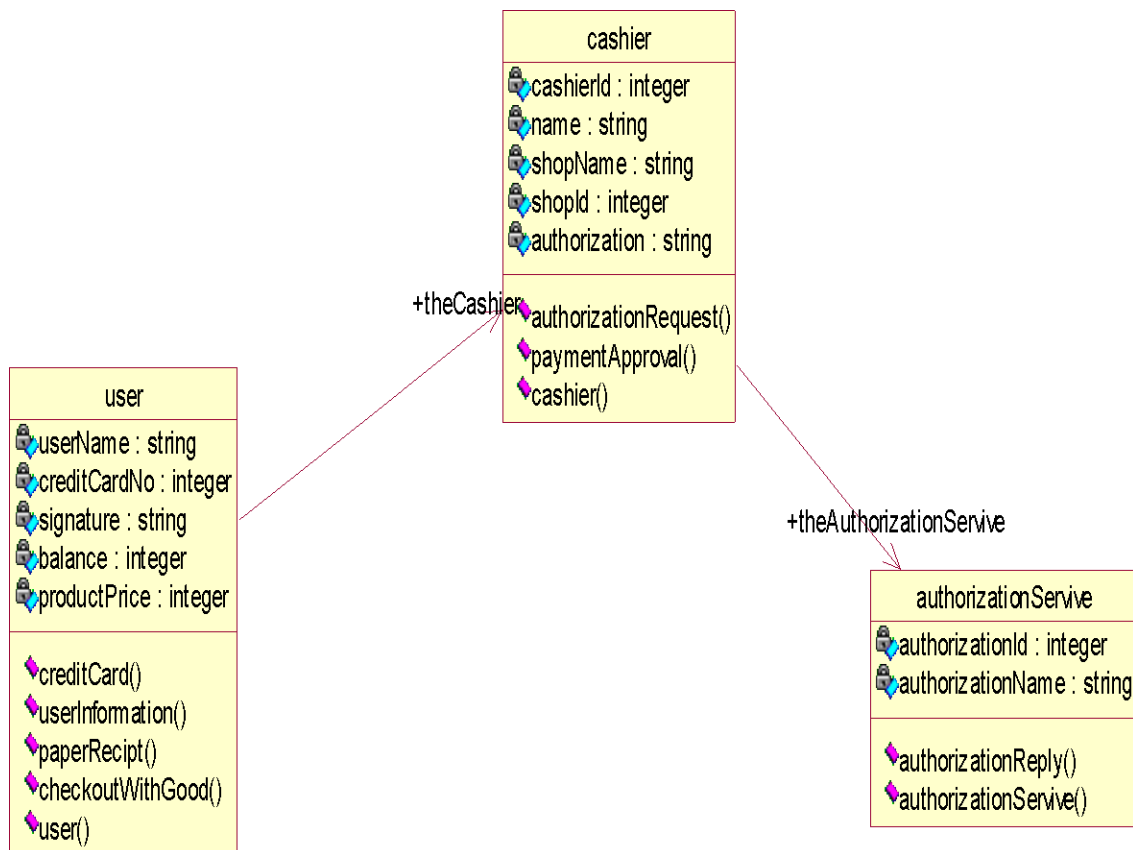 cashier
cashierId : integer
name : string
shopName : string
shopId : integer
authorization : string
authorizationRequest()
paymentApproval()
cashier()
+theCashier
user
userName : string
creditCardNo : integer
signature : string
balance : integer
productPrice : integer
creditCard()
userInformation()
paperRecipt()
checkoutWithGood()
user()
+theAuthorizationServive
authorizationServive
authorizationId : integer
authorizationName : string
authorizationReply()
authorizationServive()